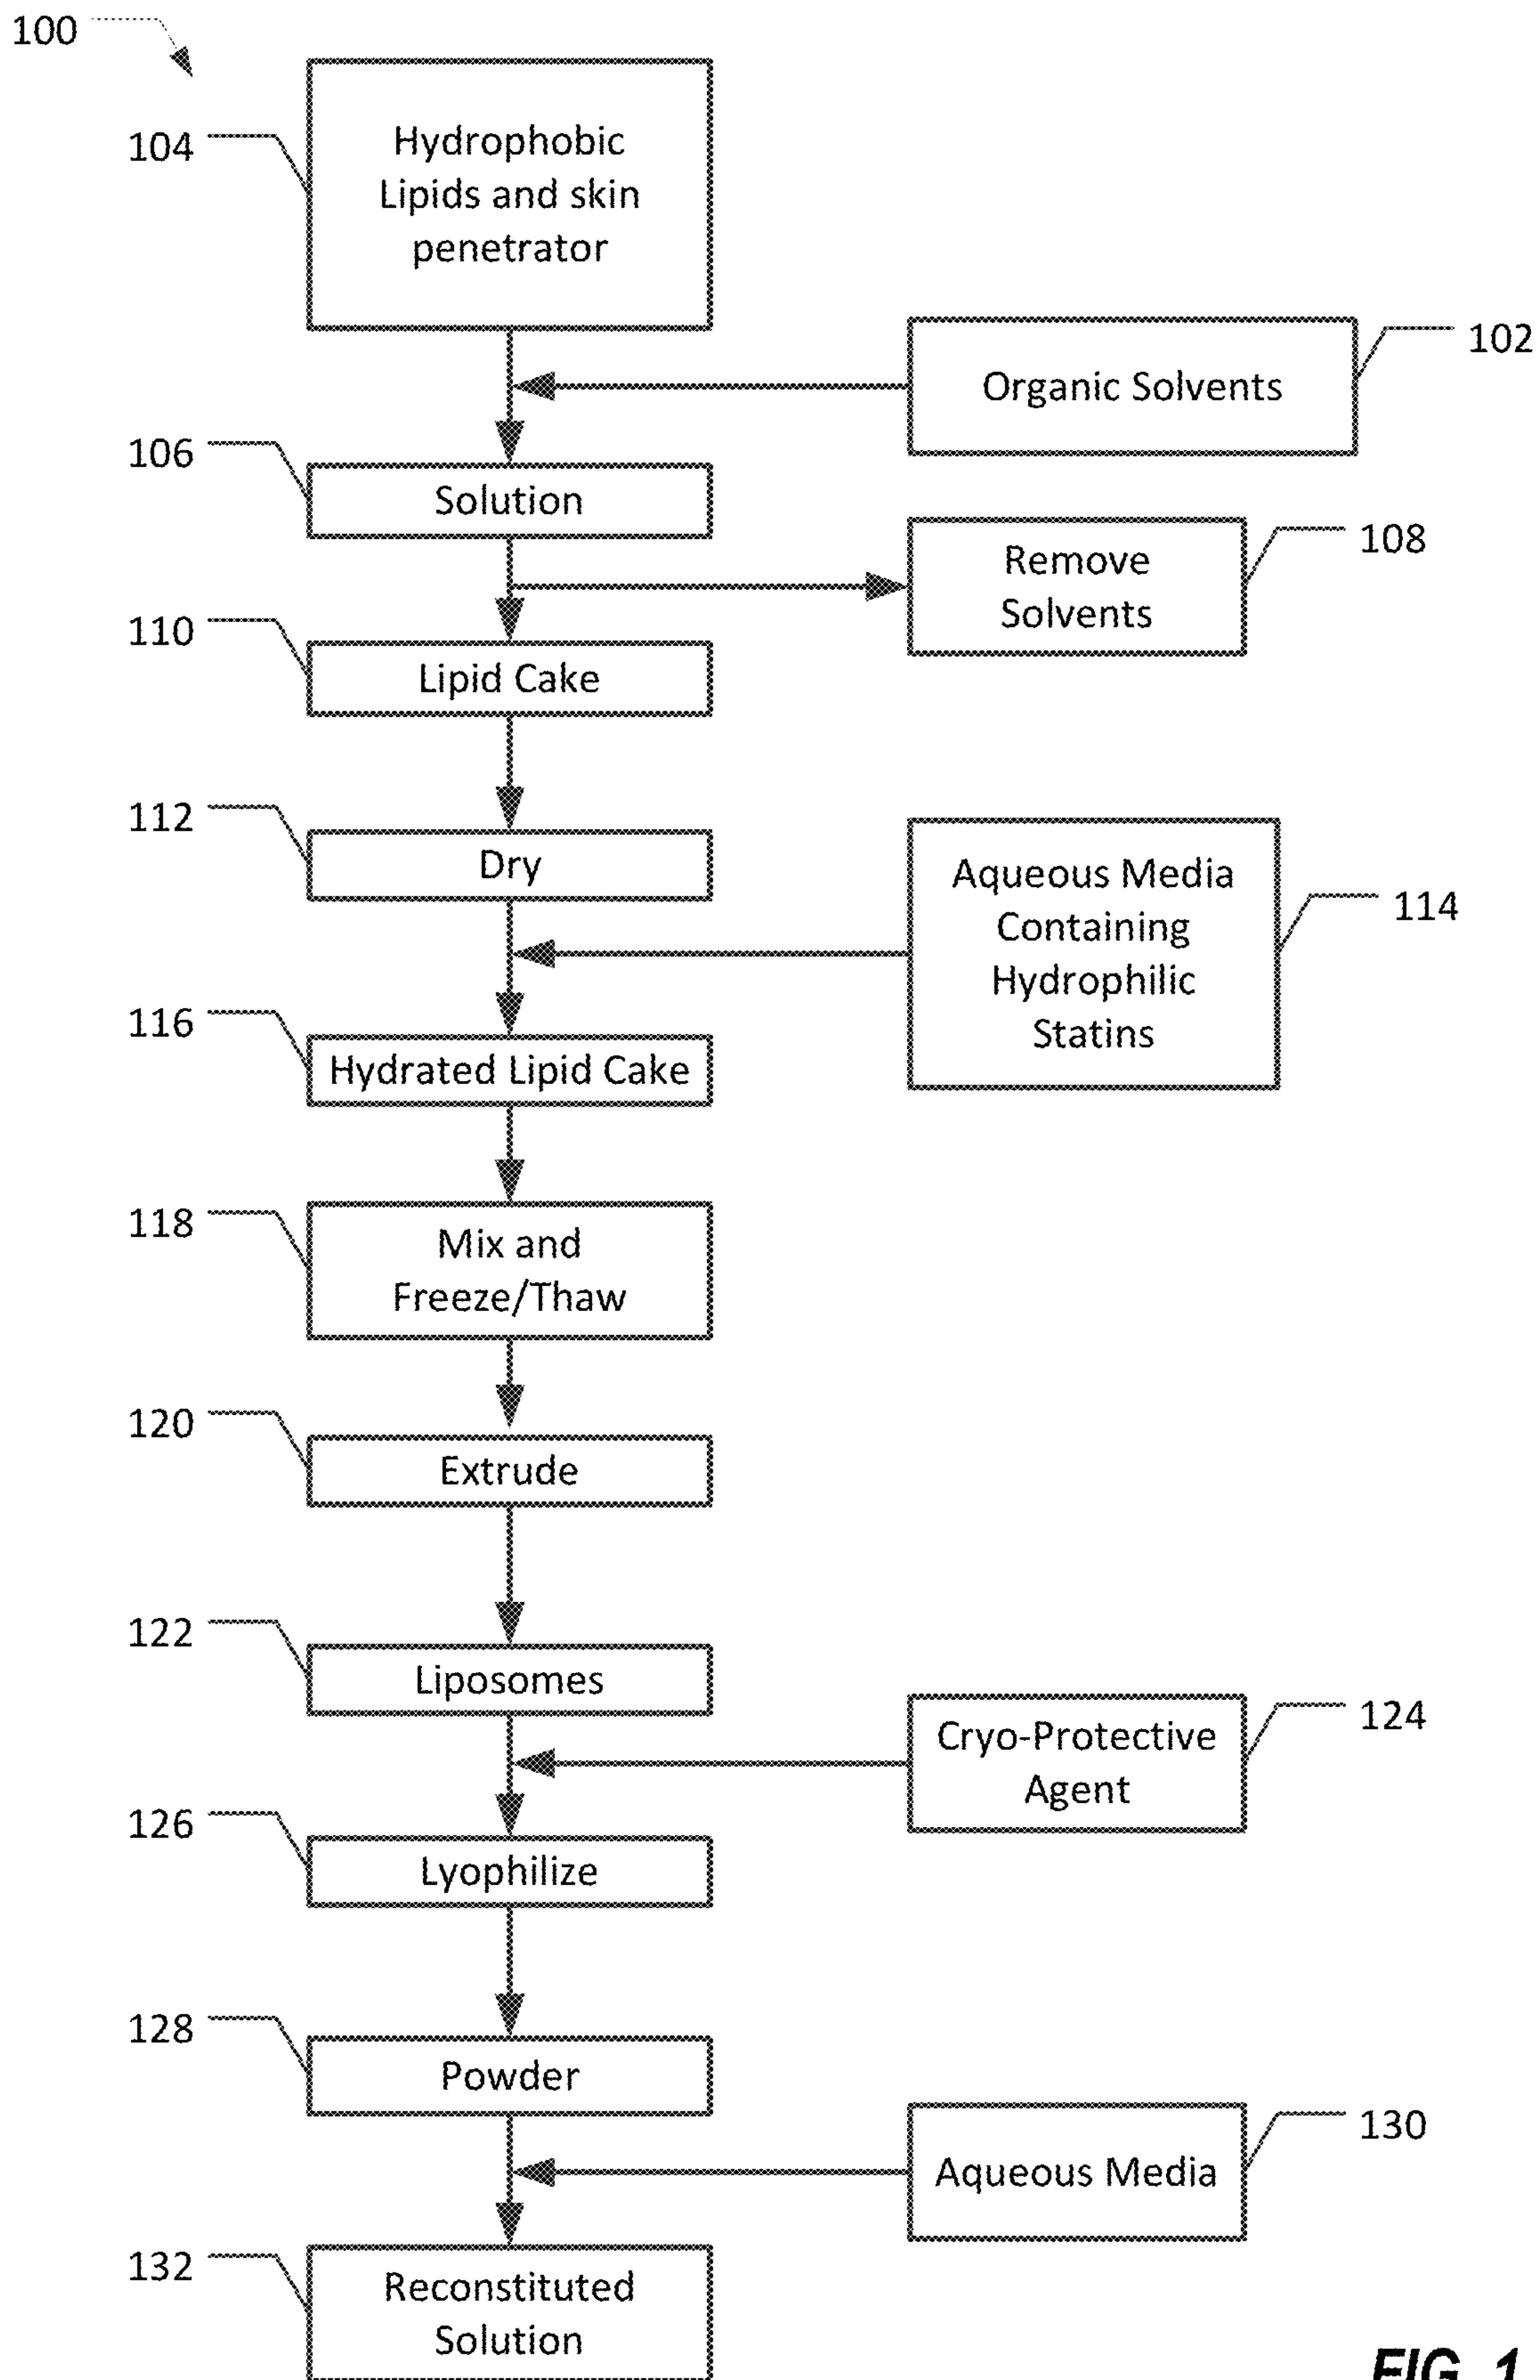 100
104
Hydrophobic
Lipids and skin
penetrator
Organic Solvents
102
106
Solution
Remove
Solvents
108
110
Lipid Cake
112
Dry
Aqueous Media
Containing
Hydrophilic
Statins
114
116
Hydrated Lipid Cake
118
Mix and
Freeze/Thaw
120
Extrude
122
Liposomes
Cryo-Protective
Agent
124
126
Lyophilize
128
Powder
Aqueous Media
130
132
Reconstituted
Solution
FIG. 1